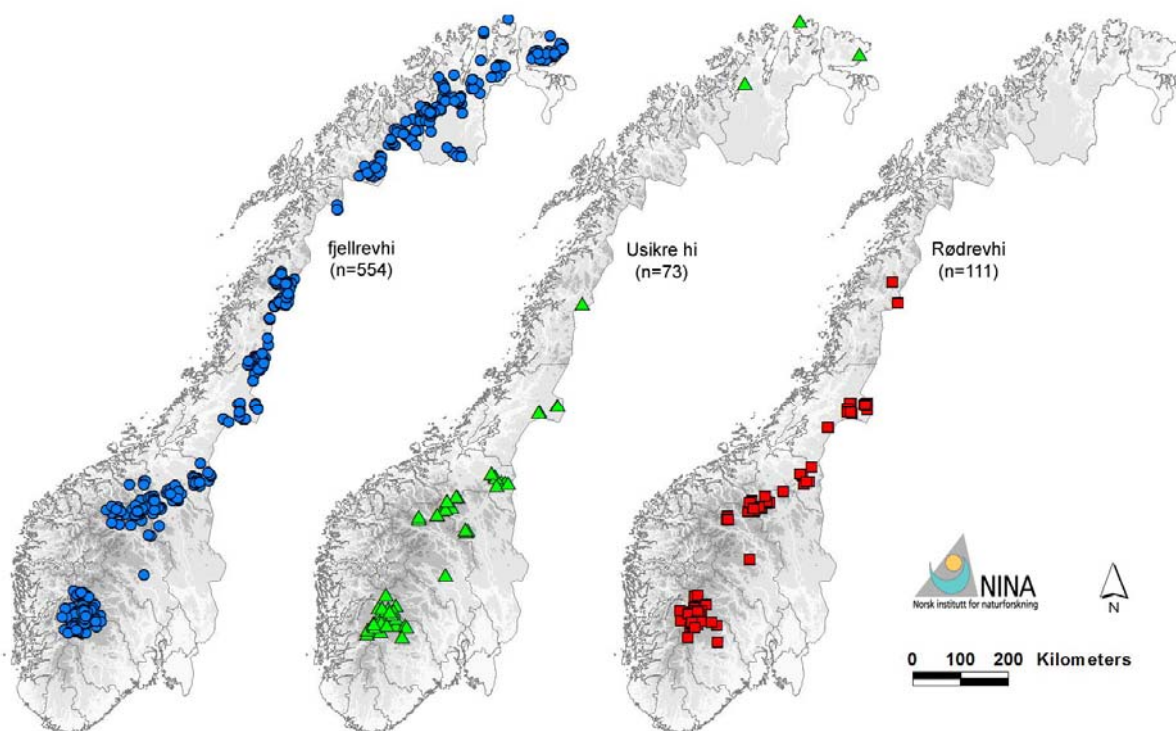 fjellrevhi
(n=554)
Usikre hi
(n=73)
Rødrevhi
(n=111)
NINA
Norsk institutt for naturforskning
N
0 100 200 Kilometers